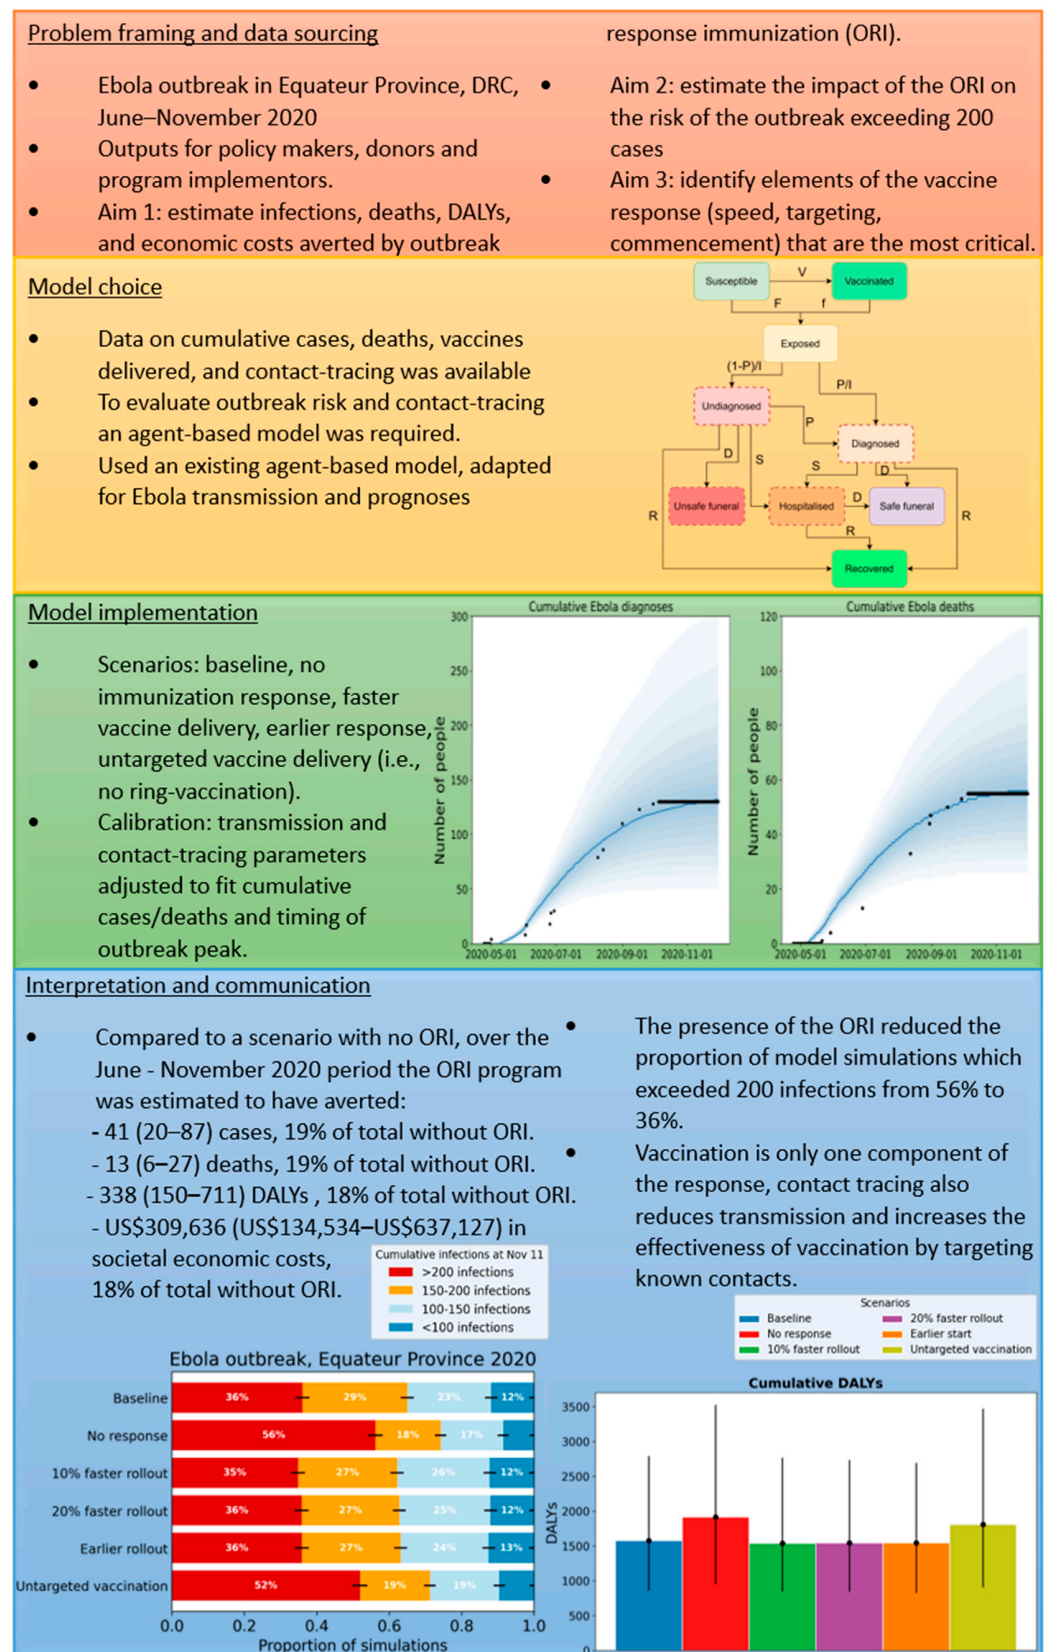 Problem framing and data sourcing
• Ebola outbreak in Equateur Province, DRC,
June–November 2020
• Outputs for policy makers, donors and
program implementors.
• Aim 1: estimate infections, deaths, DALYs,
and economic costs averted by outbreak
response immunization (ORI).
• Aim 2: estimate the impact of the ORI on
the risk of the outbreak exceeding 200
cases
• Aim 3: identify elements of the vaccine
response (speed, targeting,
commencement) that are the most critical.
Model choice
• Data on cumulative cases, deaths, vaccines
delivered, and contact-tracing was available
• To evaluate outbreak risk and contact-tracing
an agent-based model was required.
• Used an existing agent-based model, adapted
for Ebola transmission and prognoses
Susceptible V Vaccinated
F f
Exposed
(1-P)/I P/I
Undiagnosed
P
Diagnosed
D S S D
Unsafe funeral Hospitalised D Safe funeral
R R R
Recovered
Model implementation
• Scenarios: baseline, no
immunization response, faster
vaccine delivery, earlier response,
untargeted vaccine delivery (i.e.,
no ring-vaccination).
• Calibration: transmission and
contact-tracing parameters
adjusted to fit cumulative
cases/deaths and timing of
outbreak peak.
Cumulative Ebola diagnoses
Number of people
300
250
200
150
100
50
0
2020-05-01 2020-07-01 2020-09-01 2020-11-01
Cumulative Ebola deaths
Number of people
120
100
80
60
40
20
0
2020-05-01 2020-07-01 2020-09-01 2020-11-01
Interpretation and communication
• Compared to a scenario with no ORI, over the
June - November 2020 period the ORI program
was estimated to have averted:
- 41 (20–87) cases, 19% of total without ORI.
- 13 (6–27) deaths, 19% of total without ORI.
- 338 (150–711) DALYs , 18% of total without ORI.
- US$309,636 (US$134,534–US$637,127) in
societal economic costs,
18% of total without ORI.
• The presence of the ORI reduced the
proportion of model simulations which
exceeded 200 infections from 56% to
36%.
• Vaccination is only one component of
the response, contact tracing also
reduces transmission and increases the
effectiveness of vaccination by targeting
known contacts.
Cumulative infections at Nov 11
>200 infections
150-200 infections
100-150 infections
<100 infections
Ebola outbreak, Equateur Province 2020
Baseline 36% 29% 23% 12%
No response 56% 18% 17%
10% faster rollout 35% 27% 26% 12%
20% faster rollout 36% 27% 25% 12%
Earlier rollout 36% 27% 24% 13%
Untargeted vaccination 52% 19% 19%
0.0 0.2 0.4 0.6 0.8 1.0
Proportion of simulations
Scenarios
Baseline 20% faster rollout
No response Earlier start
10% faster rollout Untargeted vaccination
Cumulative DALYs
DALYs
3500
3000
2500
2000
1500
1000
500
0